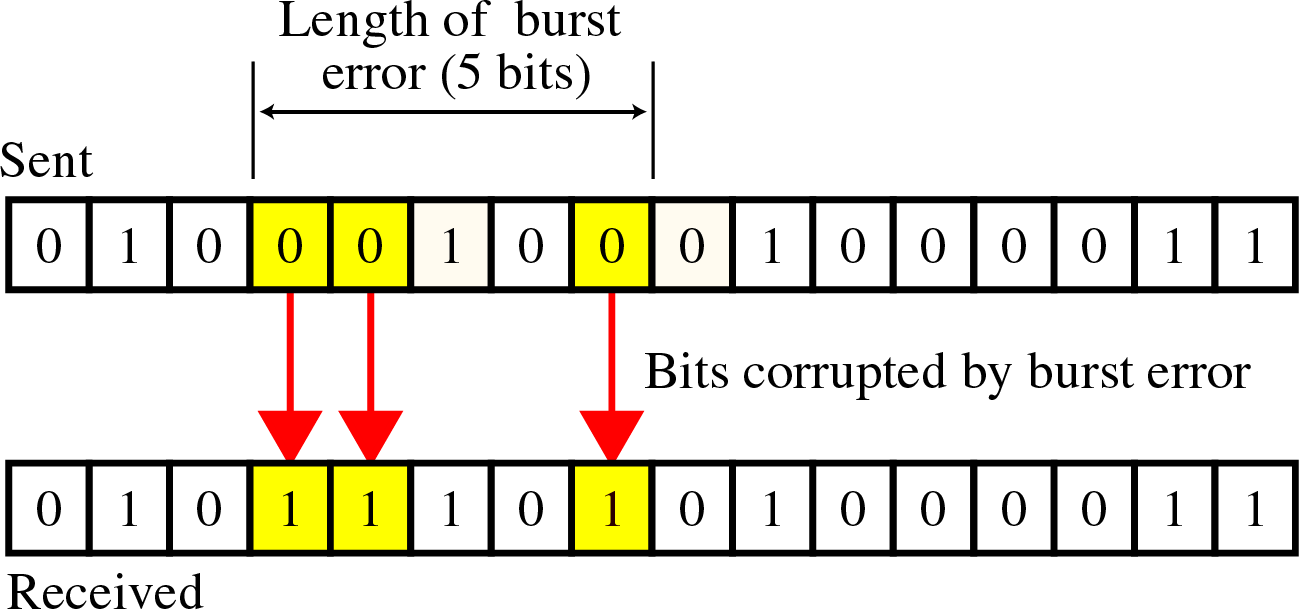 Length of burst
error (5 bits)
Sent
0 1 0 0 0 1 0 0 0 1 0 0 0 0 1 1
Bits corrupted by burst error
0 1 0 1 1 1 0 1 0 1 0 0 0 0 1 1
Received